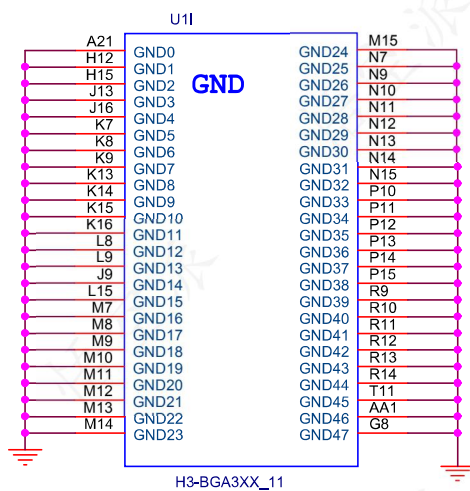 U1I
GND
A21 GND0 GND24 M15
H12 GND1 GND25 N7
H15 GND2 GND26 N9
J13 GND3 GND27 N10
J16 GND4 GND28 N11
K7 GND5 GND29 N12
K8 GND6 GND30 N13
K9 GND7 GND31 N14
K13 GND8 GND32 N15
K14 GND9 GND33 P10
K15 GND10 GND34 P11
K16 GND11 GND35 P12
L8 GND12 GND36 P13
L9 GND13 GND37 P14
J9 GND14 GND38 P15
L15 GND15 GND39 R9
M7 GND16 GND40 R10
M8 GND17 GND41 R11
M9 GND18 GND42 R12
M10 GND19 GND43 R13
M11 GND20 GND44 R14
M12 GND21 GND45 T11
M13 GND22 GND46 AA1
M14 GND23 GND47 G8
H3-BGA3XX_11